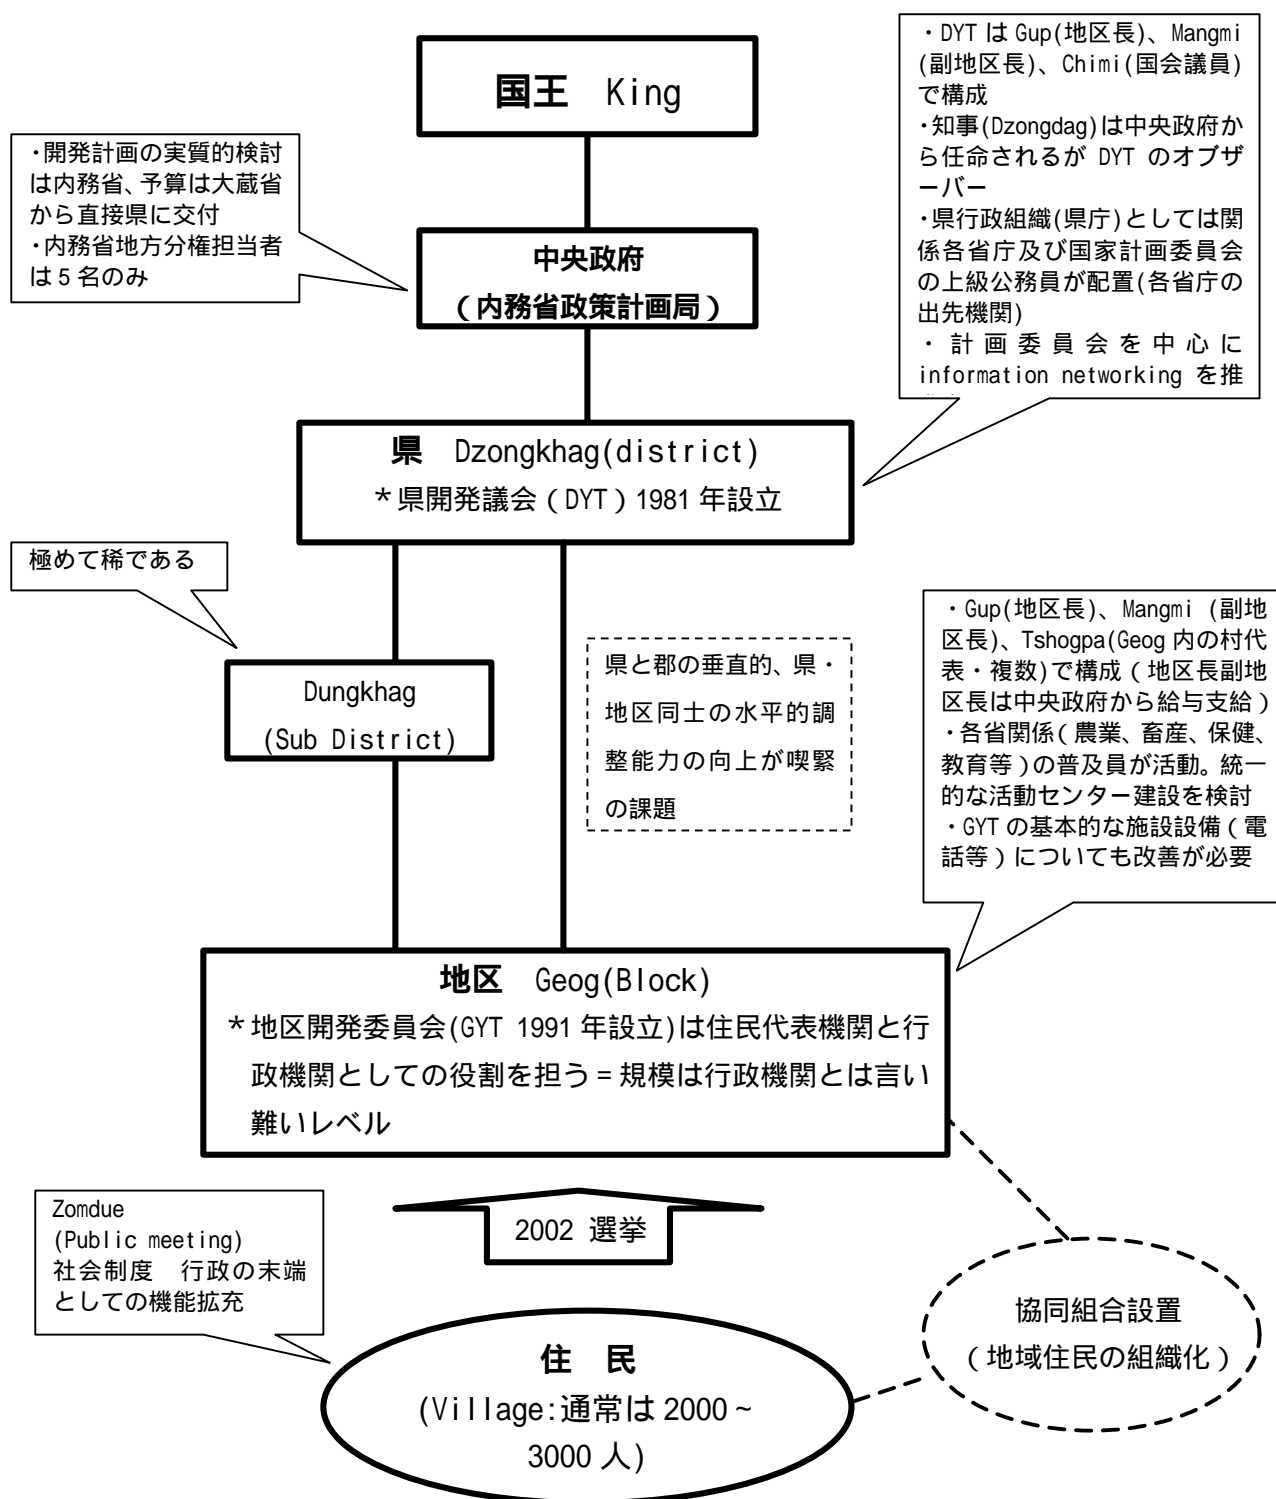 国王　King
・DYT は Gup(地区長)、Mangmi
(副地区長)、Chimi(国会議員)
で構成
・知事(Dzongdag)は中央政府か
ら任命されるが DYT のオブザ
ーバー
・県行政組織(県庁)としては関
係各省庁及び国家計画委員会
の上級公務員が配置(各省庁の
出先機関)
・計画委員会を中心に
information networking を推
・開発計画の実質的検討
は内務省、予算は大蔵省
から直接県に交付
・内務省地方分権担当者
は 5 名のみ
中央政府
（内務省政策計画局）
県　Dzongkhag(district)
＊県開発議会（DYT）1981 年設立
極めて稀である
Dungkhag
(Sub District)
県と郡の垂直的、県・
地区同士の水平的調
整能力の向上が喫緊
の課題
・Gup(地区長)、Mangmi (副地
区長)、Tshogpa(Geog 内の村代
表・複数)で構成（地区長副地
区長は中央政府から給与支給）
・各省関係（農業、畜産、保健、
教育等）の普及員が活動。統一
的な活動センター建設を検討
・GYT の基本的な施設設備（電
話等）についても改善が必要
地区　Geog(Block)
＊地区開発委員会(GYT 1991 年設立)は住民代表機関と行
政機関としての役割を担う＝規模は行政機関とは言い
難いレベル
2002 選挙
Zomdue
(Public meeting)
社会制度　行政の末端
としての機能拡充
住　民
(Village:通常は 2000～
3000 人)
協同組合設置
（地域住民の組織化）